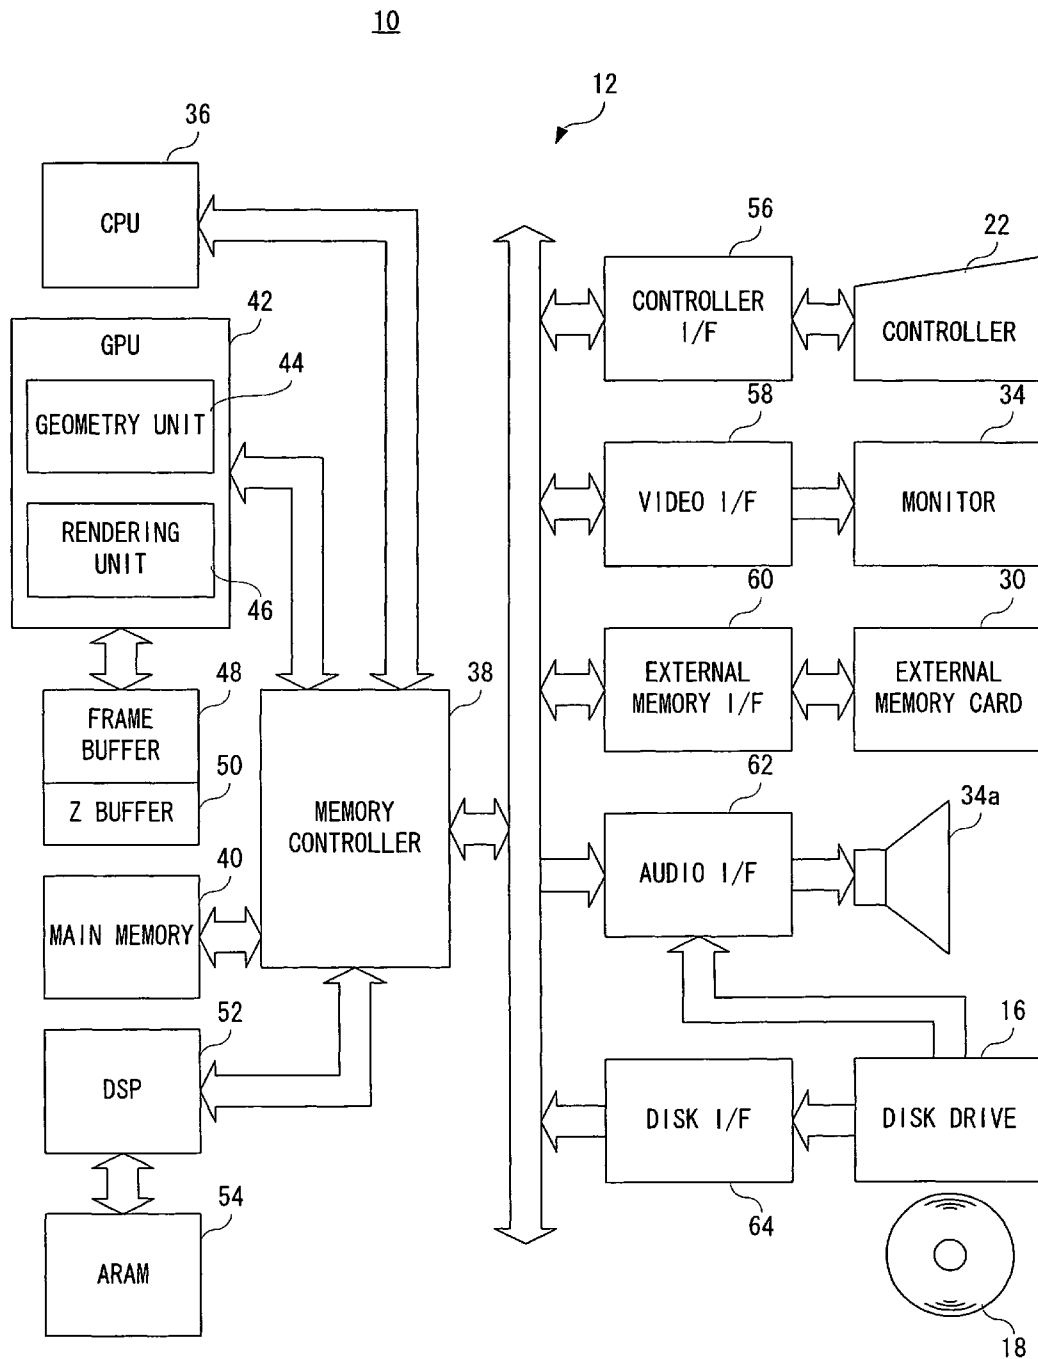 10
12
36
CPU
42
GPU
44
GEOMETRY UNIT
RENDERING
UNIT
46
48
FRAME
BUFFER
50
Z BUFFER
38
MEMORY
CONTROLLER
40
MAIN MEMORY
52
DSP
54
ARAM
56
CONTROLLER
I/F
22
CONTROLLER
58
VIDEO I/F
34
MONITOR
60
EXTERNAL
MEMORY I/F
30
EXTERNAL
MEMORY CARD
62
AUDIO I/F
34a
16
DISK I/F
DISK DRIVE
64
18